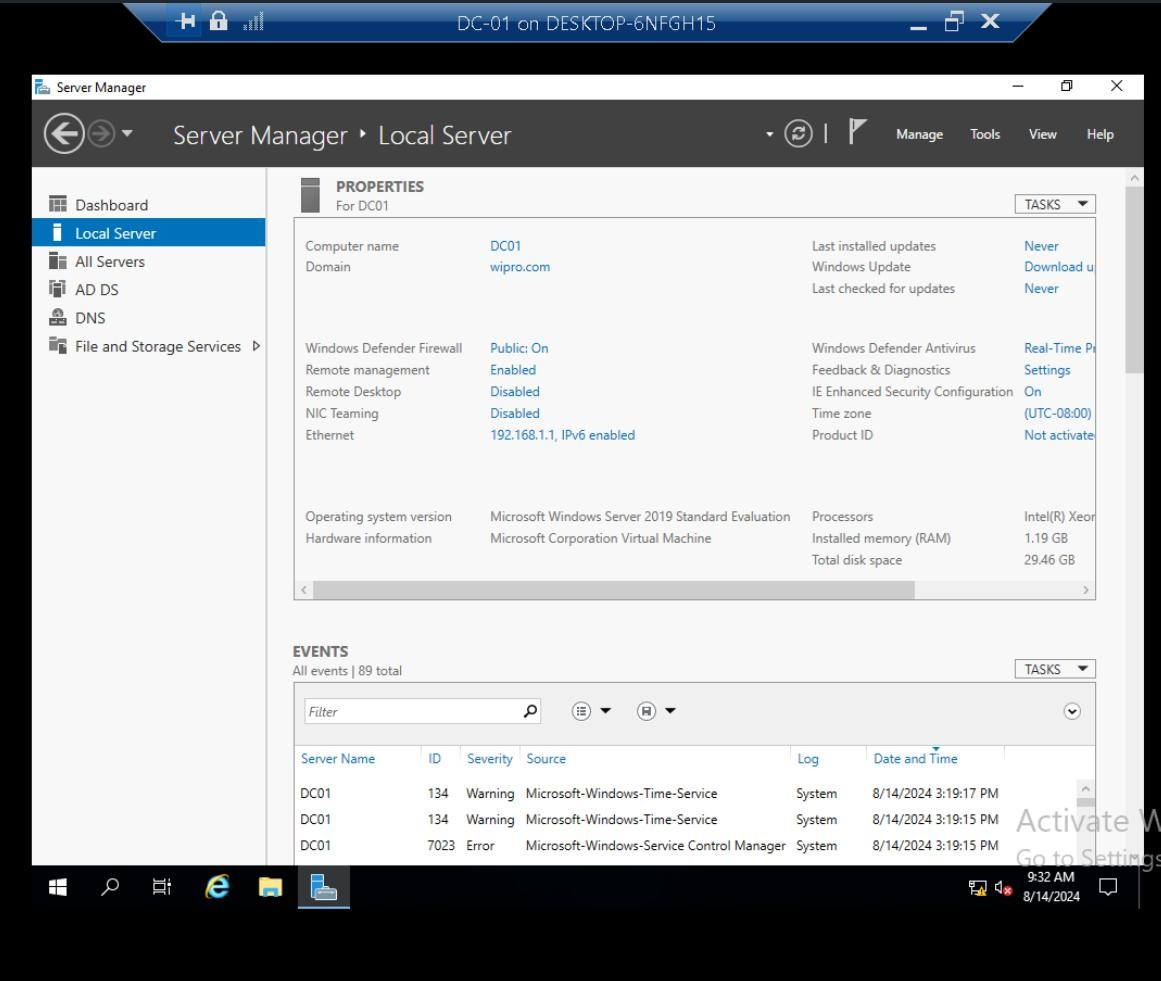 DC-01 on DESKTOP-6NFGH15
Server Manager
Server Manager Local Server
Manage Tools View Help
Dashboard
Local Server
All Servers
AD DS
DNS
File and Storage Services
PROPERTIES
For DC01
TASKS
Computer name DC01 Last installed updates Never
Domain wipro.com Windows Update Download u
Last checked for updates Never
Windows Defender Firewall Public: On Windows Defender Antivirus Real-Time Pr
Remote management Enabled Feedback & Diagnostics Settings
Remote Desktop Disabled IE Enhanced Security Configuration On
NIC Teaming Disabled Time zone (UTC-08:00)
Ethernet 192.168.1.1, IPv6 enabled Product ID Not activate
Operating system version Microsoft Windows Server 2019 Standard Evaluation Processors Intel(R) Xeor
Hardware information Microsoft Corporation Virtual Machine Installed memory (RAM) 1.19 GB
Total disk space 29.46 GB
EVENTS
All events | 89 total
TASKS
Filter
Server Name ID Severity Source Log Date and Time
DC01 134 Warning Microsoft-Windows-Time-Service System 8/14/2024 3:19:17 PM
DC01 134 Warning Microsoft-Windows-Time-Service System 8/14/2024 3:19:15 PM
DC01 7023 Error Microsoft-Windows-Service Control Manager System 8/14/2024 3:19:15 PM
Activate W
Go to Settings
9:32 AM
8/14/2024